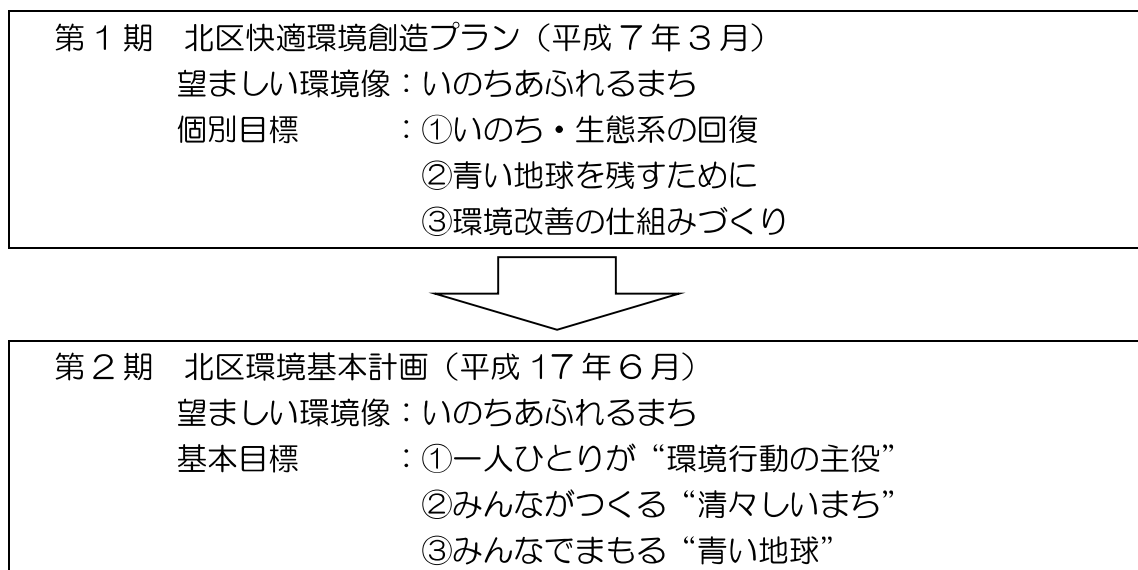 第1期　北区快適環境創造プラン（平成7年3月）
望ましい環境像：いのちあふれるまち
個別目標　　　：①いのち・生態系の回復
②青い地球を残すために
③環境改善の仕組みづくり
第2期　北区環境基本計画（平成17年6月）
望ましい環境像：いのちあふれるまち
基本目標　　　：①一人ひとりが“環境行動の主役”
②みんながつくる“清々しいまち”
③みんなでまもる“青い地球”